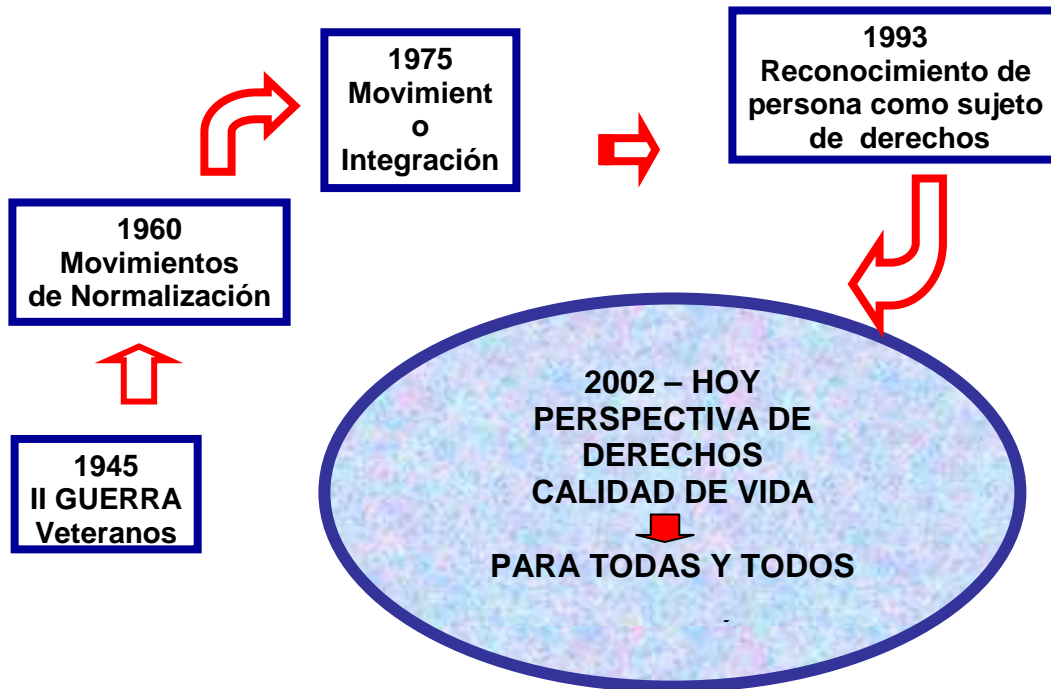 1945
II GUERRA
Veteranos
1960
Movimientos
de Normalización
1975
Movimient
o
Integración
1993
Reconocimiento de
persona como sujeto
de derechos
2002 – HOY
PERSPECTIVA DE
DERECHOS
CALIDAD DE VIDA
PARA TODAS Y TODOS